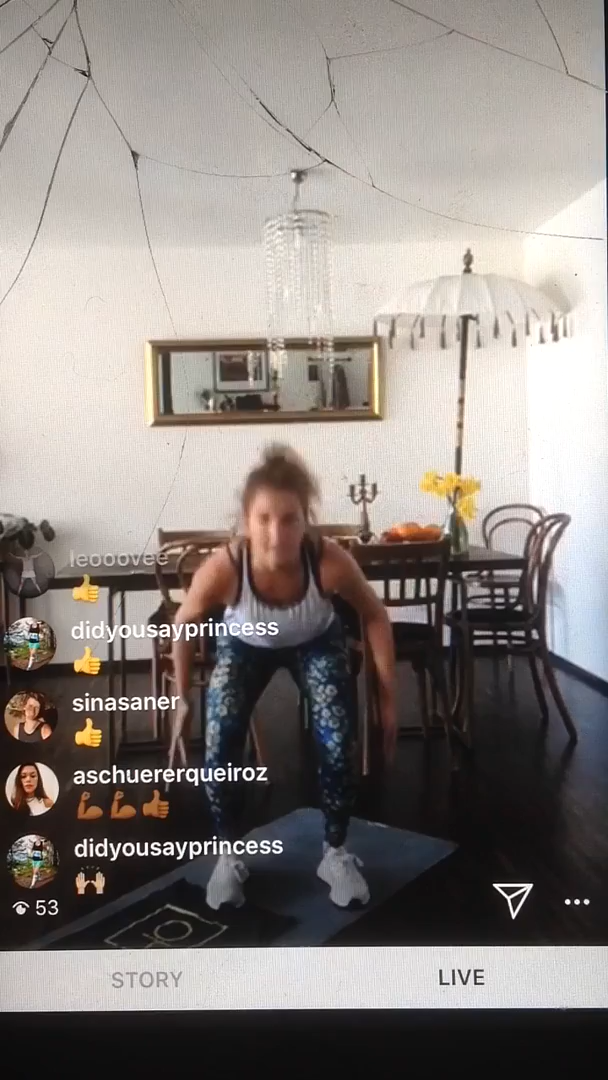 leooovee
👍
didyousayprincess
👍
sinasaner
👍
aschuererqueiroz
💪🏾💪🏾👍🏾
didyousayprincess
🙌🏼
53
STORY
LIVE